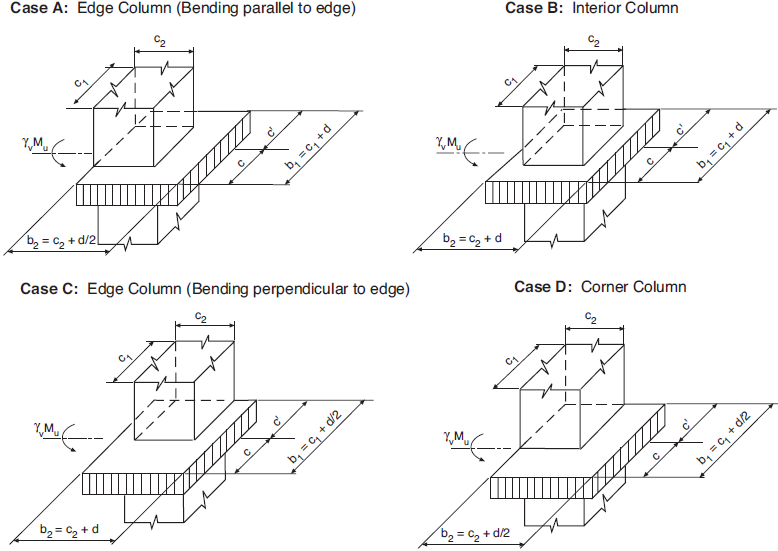 Case A: Edge Column (Bending parallel to edge)
c₂
c₁
γᵥMᵤ
c'
c
b₁ = c₁ + d
b₂ = c₂ + d/2
Case B: Interior Column
c₂
c₁
γᵥMᵤ
c'
c
b₁ = c₁ + d
b₂ = c₂ + d
Case C: Edge Column (Bending perpendicular to edge)
c₂
c₁
γᵥMᵤ
c'
c
b₁ = c₁ + d/2
b₂ = c₂ + d
Case D: Corner Column
c₂
c₁
γᵥMᵤ
c'
c
b₁ = c₁ + d/2
b₂ = c₂ + d/2